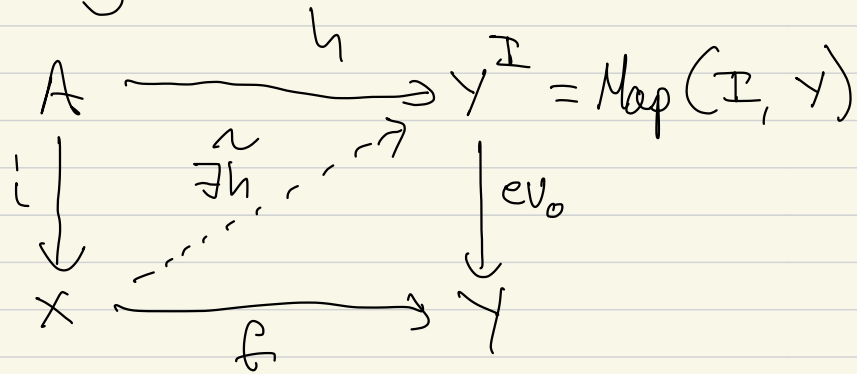 h
A Y^I = Map(I, Y)
i ∃h̃ ev₀
X Y
f